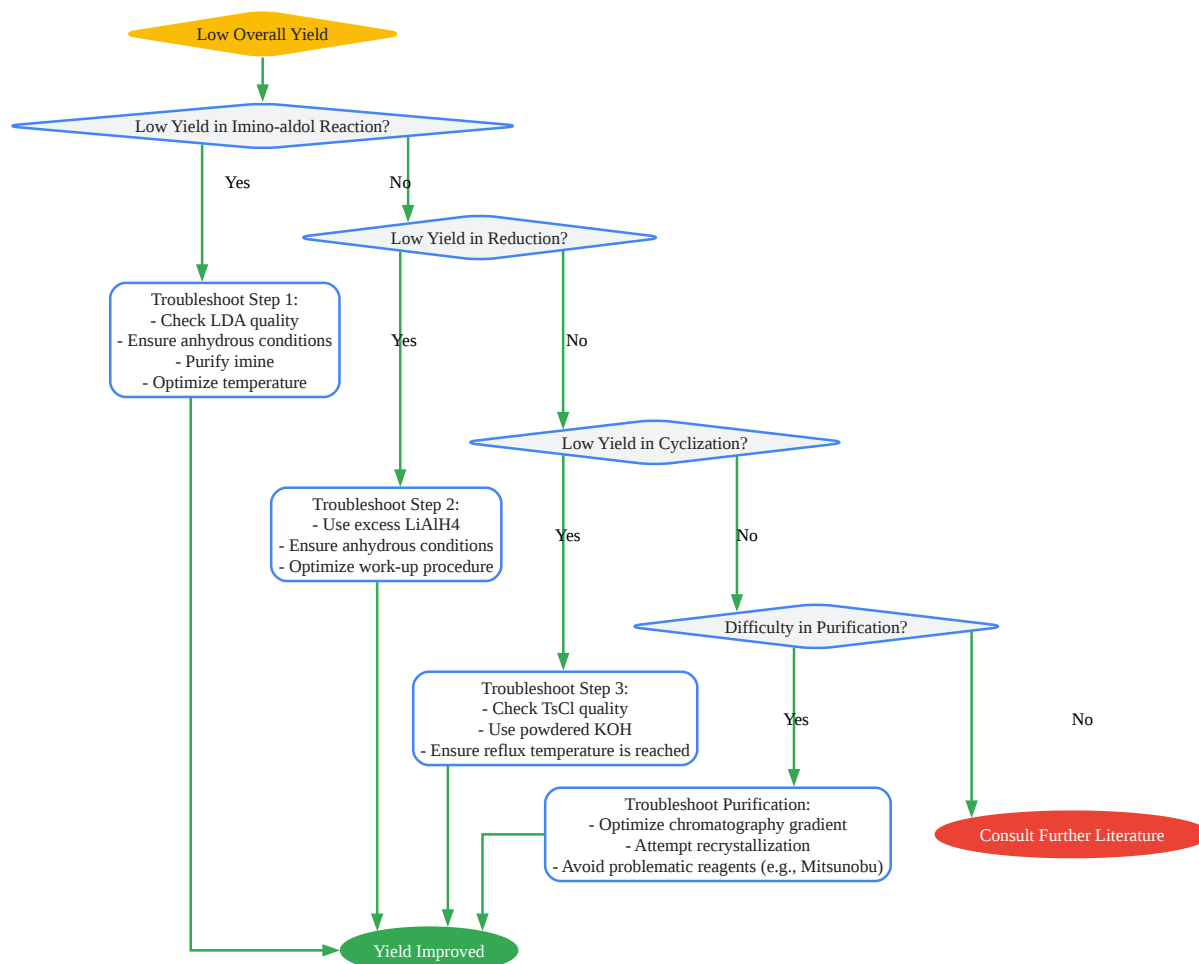 Low Overall Yield
Low Yield in Imino-aldol Reaction?
Yes
No
Low Yield in Reduction?
Troubleshoot Step 1:
- Check LDA quality
- Ensure anhydrous conditions
- Purify imine
- Optimize temperature
Yes
No
Low Yield in Cyclization?
Troubleshoot Step 2:
- Use excess LiAlH4
- Ensure anhydrous conditions
- Optimize work-up procedure
Yes
No
Difficulty in Purification?
Troubleshoot Step 3:
- Check TsCl quality
- Use powdered KOH
- Ensure reflux temperature is reached
Yes
No
Troubleshoot Purification:
- Optimize chromatography gradient
- Attempt recrystallization
- Avoid problematic reagents (e.g., Mitsunobu)
Consult Further Literature
Yield Improved